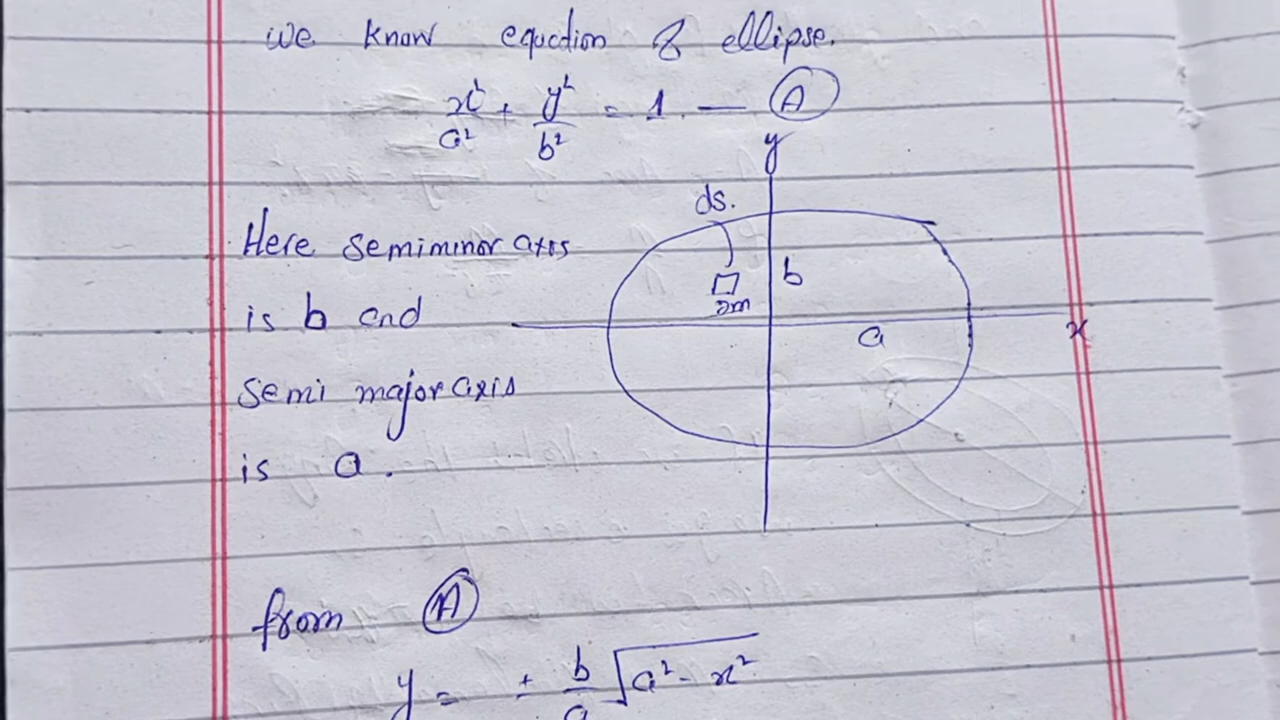 we know equation of ellipse.
x²/a² + y²/b² = 1 — (A)
y
ds.
Here semiminor axis
b
is b and
dm
a
x
semi major axis
is a.
from (A)
y = ± b/a √(a² - x²)